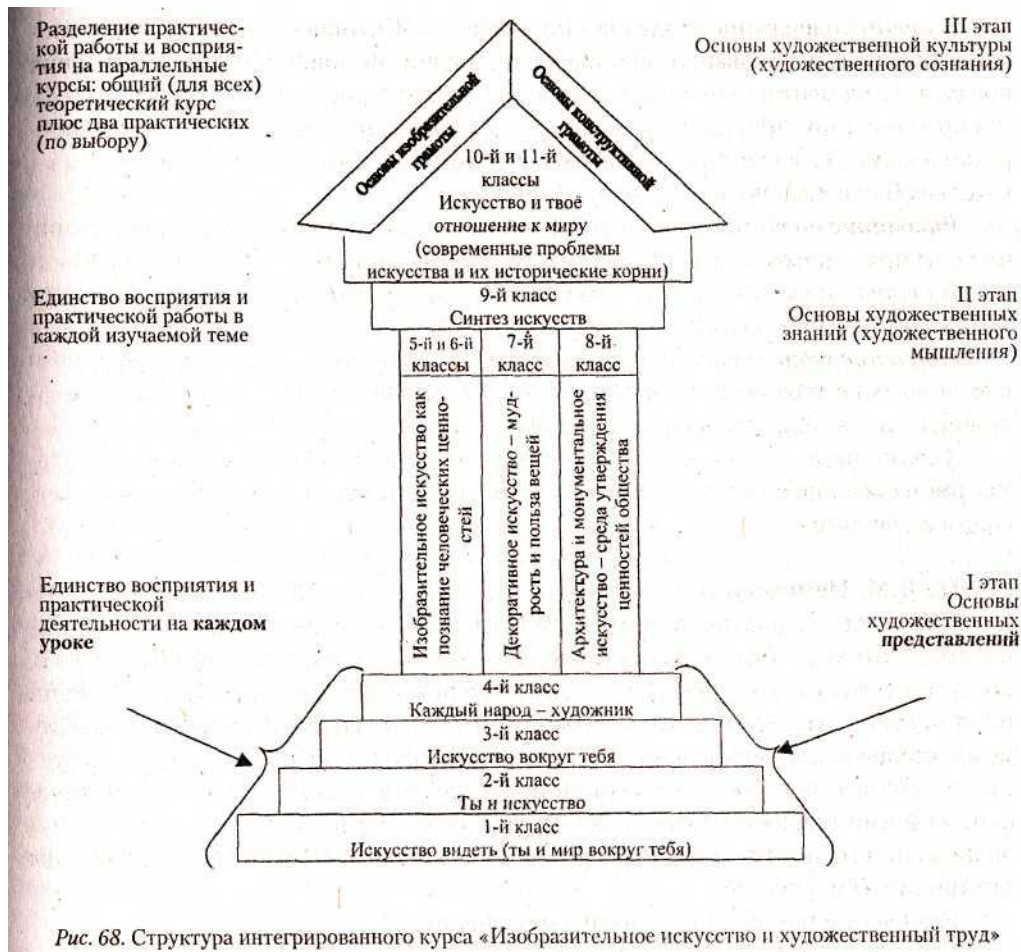 Разделение практичес-
кой работы и восприя-
тия на параллельные
курсы: общий (для всех)
теоретический курс
плюс два практических
(по выбору)
III этап
Основы художественной культуры
(художественного сознания)
Основы изобразительной
грамоты
Основы конструктивной
грамоты
10-й и 11-й
классы
Искусство и твоё
отношение к миру
(современные проблемы
искусства и их исторические корни)
Единство восприятия и
практической работы в
каждой изучаемой теме
9-й класс
Синтез искусств
II этап
Основы художественных
знаний (художественного
мышления)
5-й и 6-й
классы
7-й
класс
8-й
класс
Изобразительное искусство как
познание человеческих ценно-
стей
Декоративное искусство – муд-
рость и польза вещей
Архитектура и монументальное
искусство – среда утверждения
ценностей общества
Единство восприятия и
практической
деятельности на каждом
уроке
I этап
Основы
художественных
представлений
4-й класс
Каждый народ – художник
3-й класс
Искусство вокруг тебя
2-й класс
Ты и искусство
1-й класс
Искусство видеть (ты и мир вокруг тебя)
Рис. 68. Структура интегрированного курса «Изобразительное искусство и художественный труд»